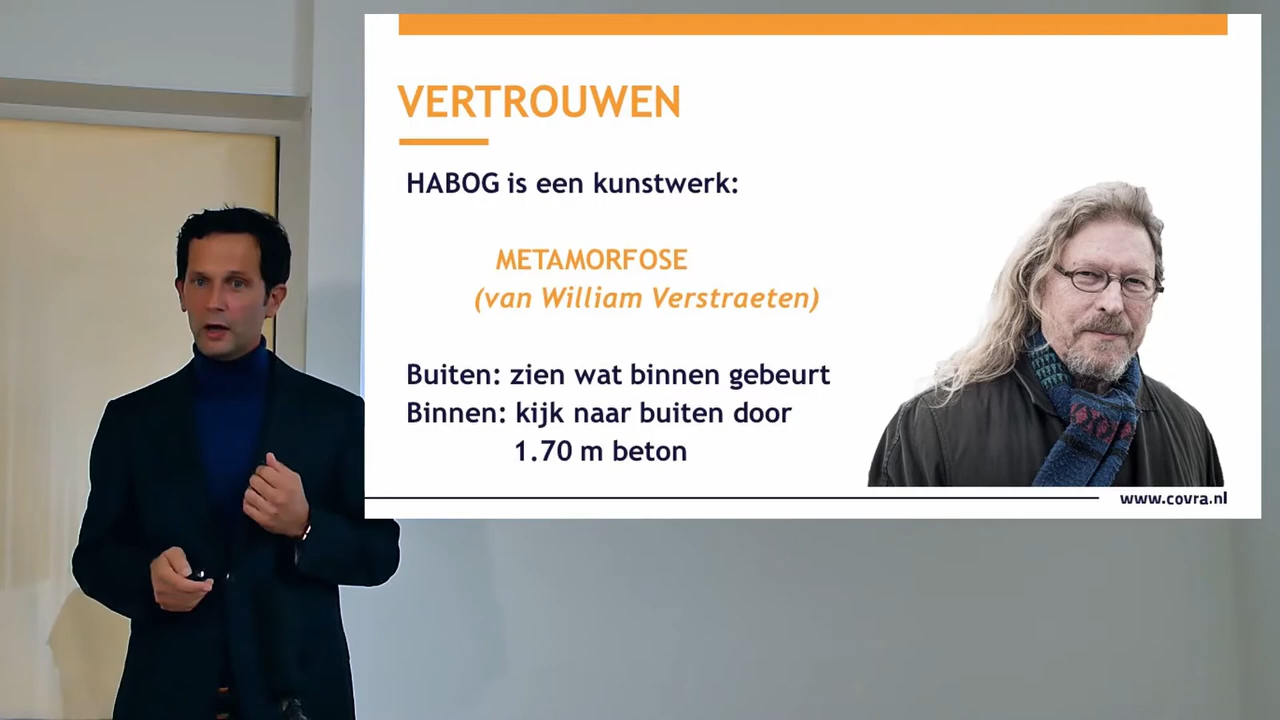 VERTROUWEN
HABOG is een kunstwerk:
METAMORFOSE
(van William Verstraeten)
Buiten: zien wat binnen gebeurt
Binnen: kijk naar buiten door
1.70 m beton
www.covra.nl